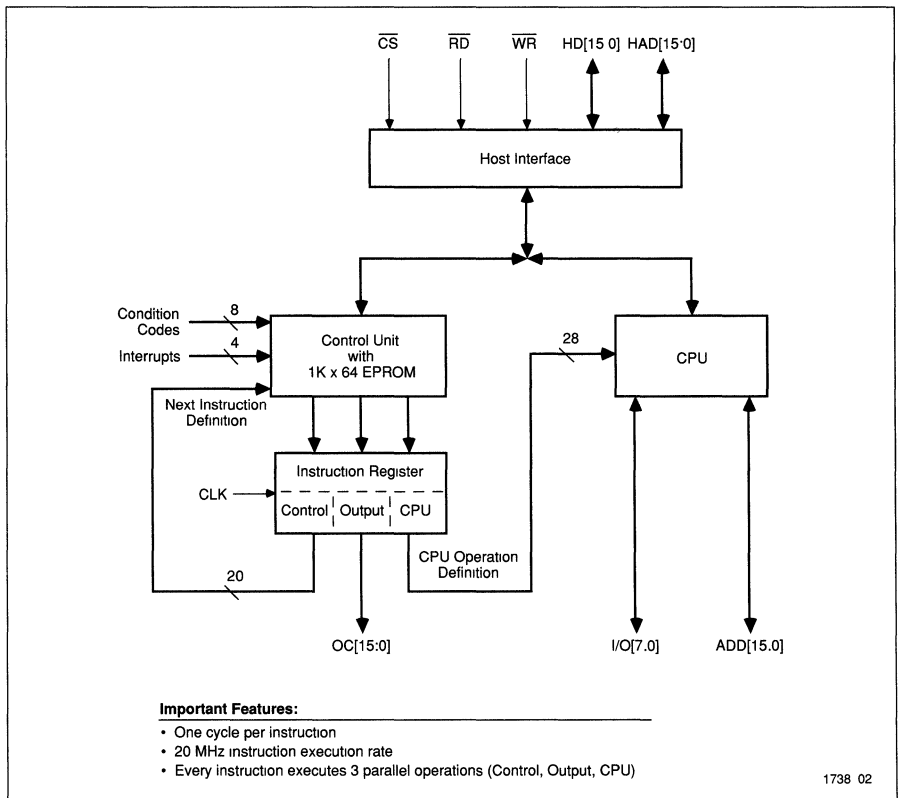 CS RD WR HD[15 0] HAD[15·0]
Host Interface
Condition
Codes
8
Interrupts
4
Control Unit
with
1K x 64 EPROM
28
CPU
Next Instruction
Definition
Instruction Register
CLK
Control Output CPU
CPU Operation
Definition
20
OC[15:0]
I/O[7.0]
ADD[15.0]
Important Features:
• One cycle per instruction
• 20 MHz instruction execution rate
• Every instruction executes 3 parallel operations (Control, Output, CPU)
1738 02